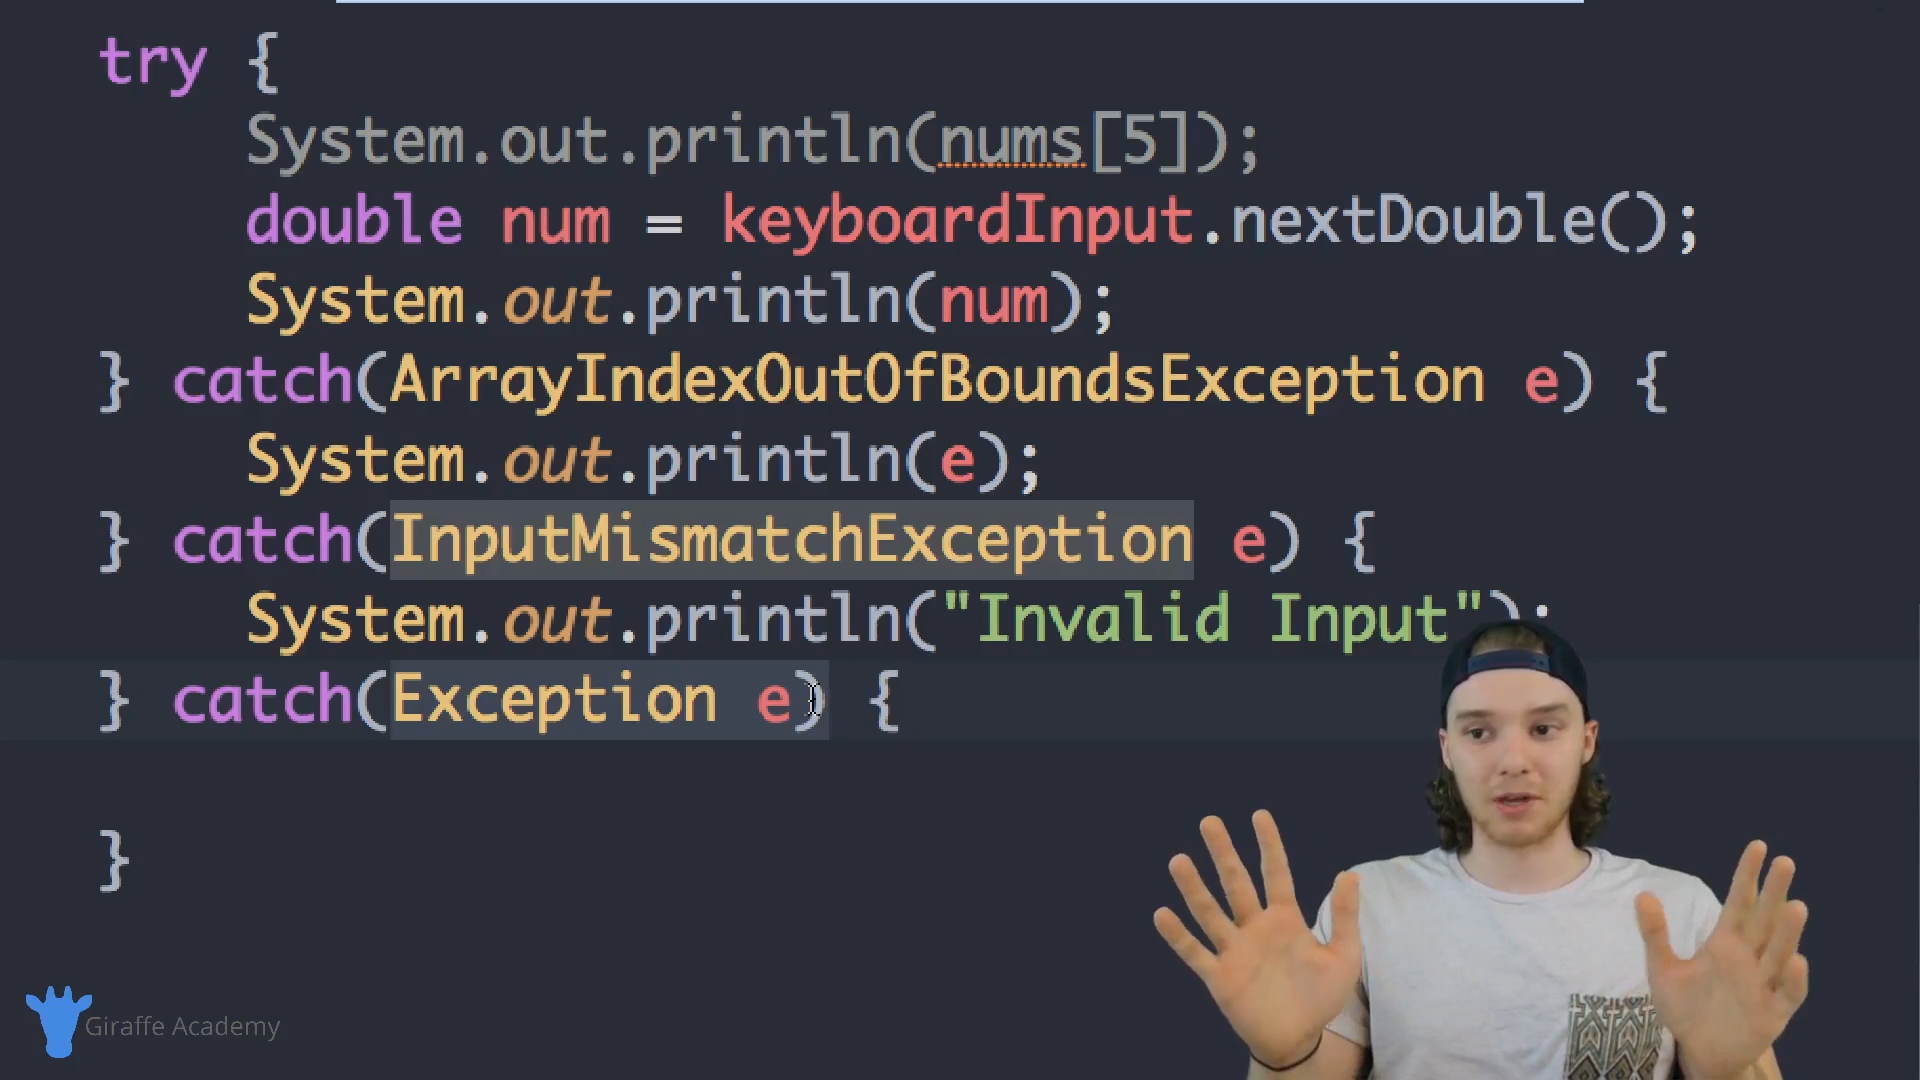 try {
System.out.println(nums[5]);
double num = keyboardInput.nextDouble();
System.out.println(num);
} catch(ArrayIndexOutOfBoundsException e) {
System.out.println(e);
} catch(InputMismatchException e) {
System.out.println("Invalid Input");
} catch(Exception e) {
}
Giraffe Academy